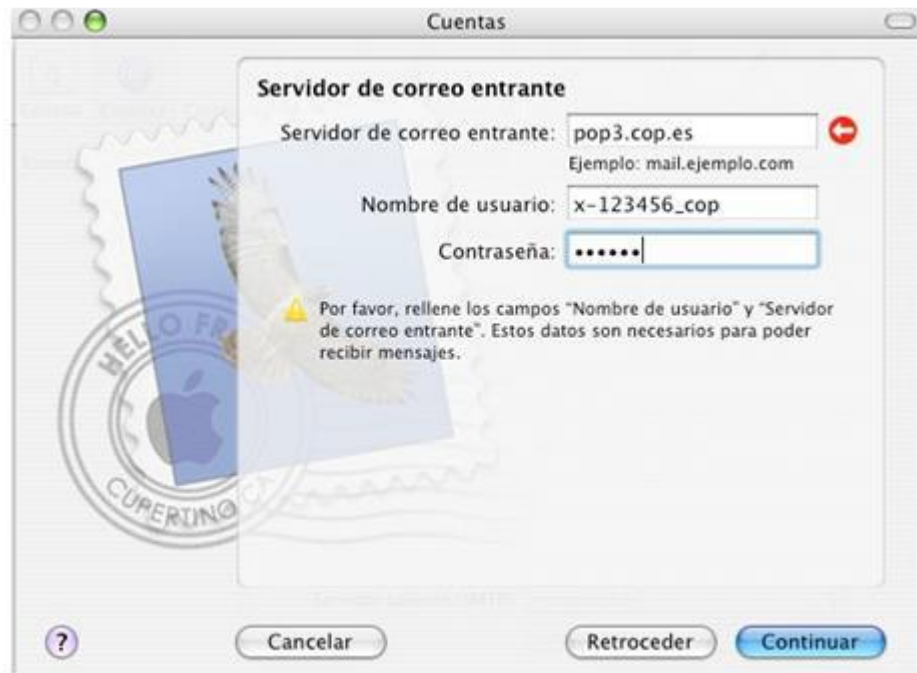 Cuentas
Servidor de correo entrante
Servidor de correo entrante: pop3.cop.es
Ejemplo: mail.ejemplo.com
Nombre de usuario: x-123456_cop
Contraseña: ••••••
Por favor, rellene los campos “Nombre de usuario” y “Servidor
de correo entrante”. Estos datos son necesarios para poder
recibir mensajes.
HELLO FR
CUPERTINO CA
?
Cancelar
Retroceder
Continuar